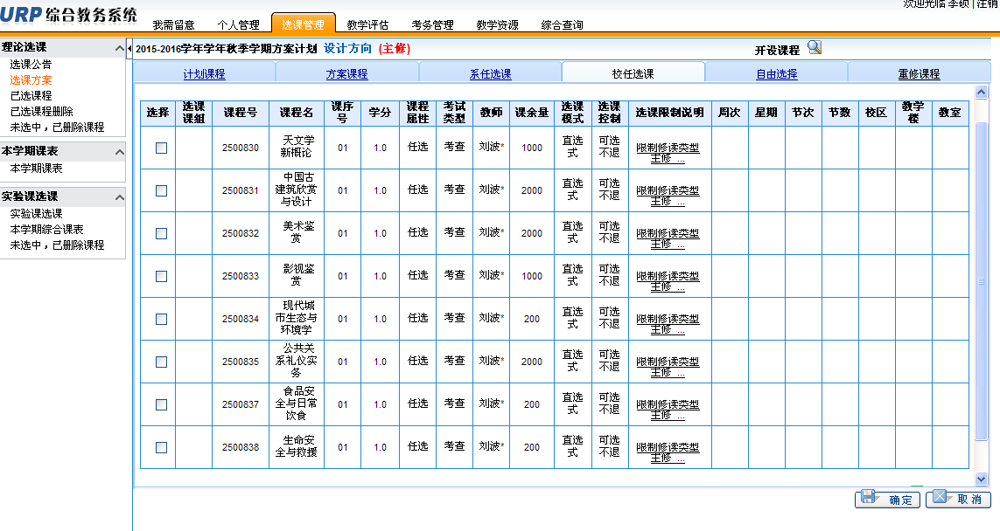 URP综合教务系统
欢迎光临 李硕 | 注销
我需留意 个人管理 选课管理 教学评估 考务管理 教学资源 综合查询
理论选课
选课公告
选课方案
已选课程
已选课程删除
未选中，已删除课程
本学期课表
本学期课表
实验课选课
实验课选课
本学期综合课表
未选中，已删除课程
2015-2016学年学年秋季学期方案计划 设计方向 (主修)
开设课程
计划课程 方案课程 系任选课 校任选课 自由选择 重修课程
选择 选课课组 课程号 课程名 课序号 学分 课程属性 考试类型 教师 课余量 选课模式 选课控制 选课限制说明 周次 星期 节次 节数 校区 教学楼 教室
2500830 天文学新概论 01 1.0 任选 考查 刘波* 1000 直选式 可选不退 限制修读类型主修 ...
2500831 中国古建筑欣赏与设计 01 1.0 任选 考查 刘波* 2000 直选式 可选不退 限制修读类型主修 ...
2500832 美术鉴赏 01 1.0 任选 考查 刘波* 2000 直选式 可选不退 限制修读类型主修 ...
2500833 影视鉴赏 01 1.0 任选 考查 刘波* 1000 直选式 可选不退 限制修读类型主修 ...
2500834 现代城市生态与环境学 01 1.0 任选 考查 刘波* 200 直选式 可选不退 限制修读类型主修 ...
2500835 公共关系礼仪实务 01 1.0 任选 考查 刘波* 2000 直选式 可选不退 限制修读类型主修 ...
2500837 食品安全与日常饮食 01 1.0 任选 考查 刘波* 200 直选式 可选不退 限制修读类型主修 ...
2500838 生命安全与救援 01 1.0 任选 考查 刘波* 200 直选式 可选不退 限制修读类型主修 ...
确定 取消